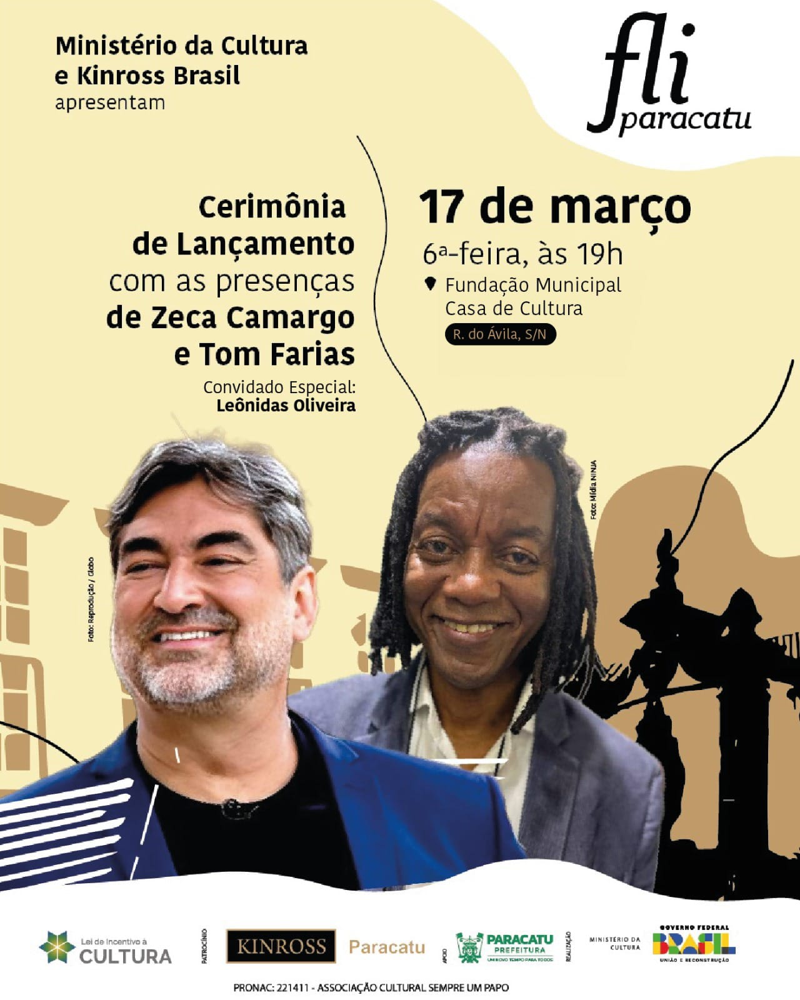 Ministério da Cultura
e Kinross Brasil
apresentam
fli
paracatu
Cerimônia
de Lançamento
com as presenças
de Zeca Camargo
e Tom Farias
Convidado Especial:
Leônidas Oliveira
17 de março
6ª-feira, às 19h
Fundação Municipal
Casa de Cultura
R. do Ávila, S/N
Foto: Mídia NINJA
Foto: Reprodução / Globo
Lei de Incentivo à
CULTURA
PATROCÍNIO
KINROSS
Paracatu
APOIO
PARACATU
PREFEITURA
UM NOVO TEMPO PARA TODOS
REALIZAÇÃO
MINISTÉRIO DA
CULTURA
GOVERNO FEDERAL
BRASIL
UNIÃO E RECONSTRUÇÃO
PRONAC: 221411 - ASSOCIAÇÃO CULTURAL SEMPRE UM PAPO